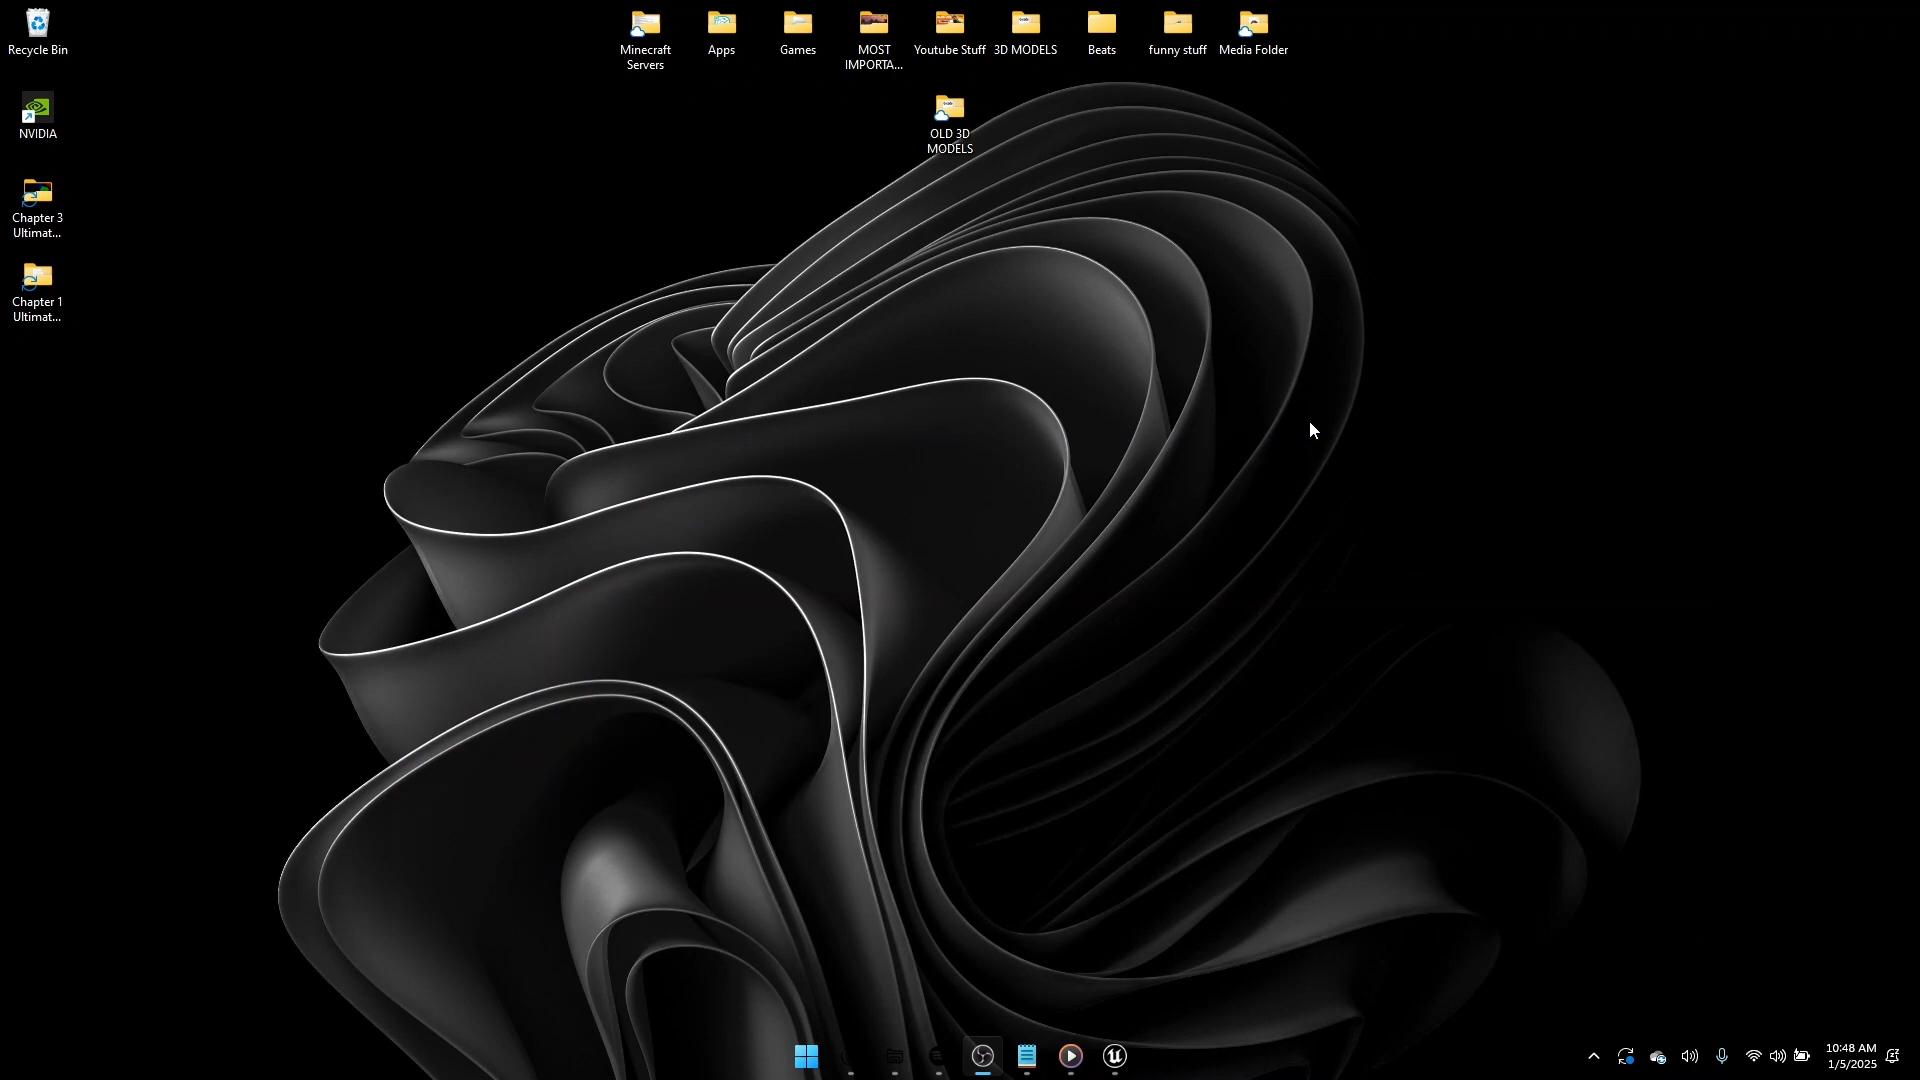 Recycle Bin
Minecraft
Servers
Apps
Games
MOST
IMPORTA...
Youtube Stuff
3D MODELS
Beats
funny stuff
Media Folder
NVIDIA
OLD 3D
MODELS
Chapter 3
Ultimat...
Chapter 1
Ultimat...
10:48 AM
1/5/2025